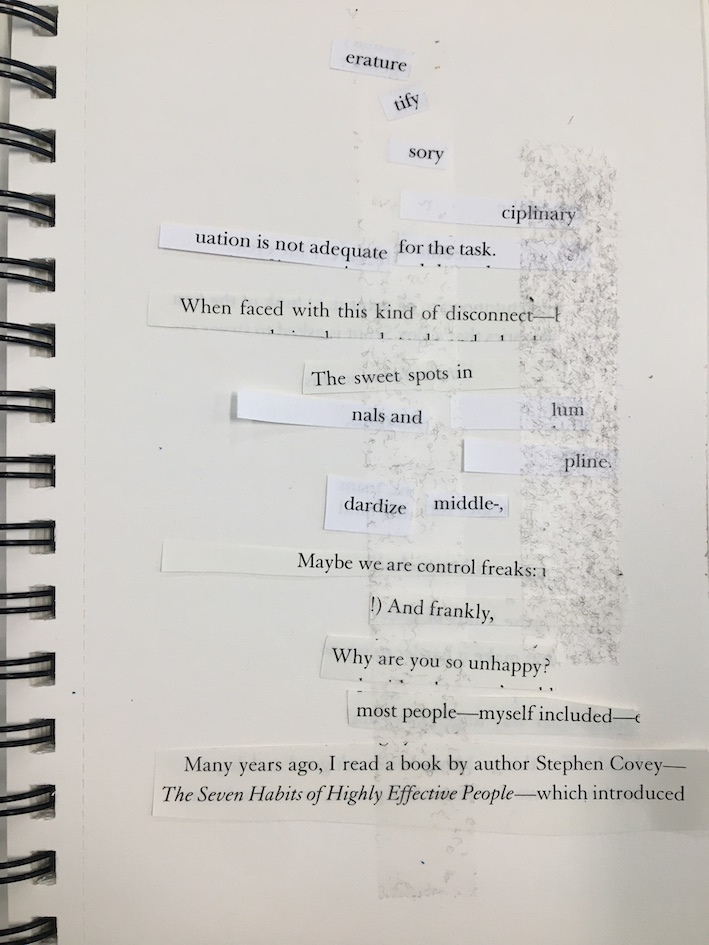 erature
tify
sory
ciplinary
uation is not adequate for the task.
When faced with this kind of disconnect—
The sweet spots in
nals and lum
pline.
dardize middle-,
Maybe we are control freaks:
!) And frankly,
Why are you so unhappy?
most people—myself included—
Many years ago, I read a book by author Stephen Covey—
The Seven Habits of Highly Effective People—which introduced